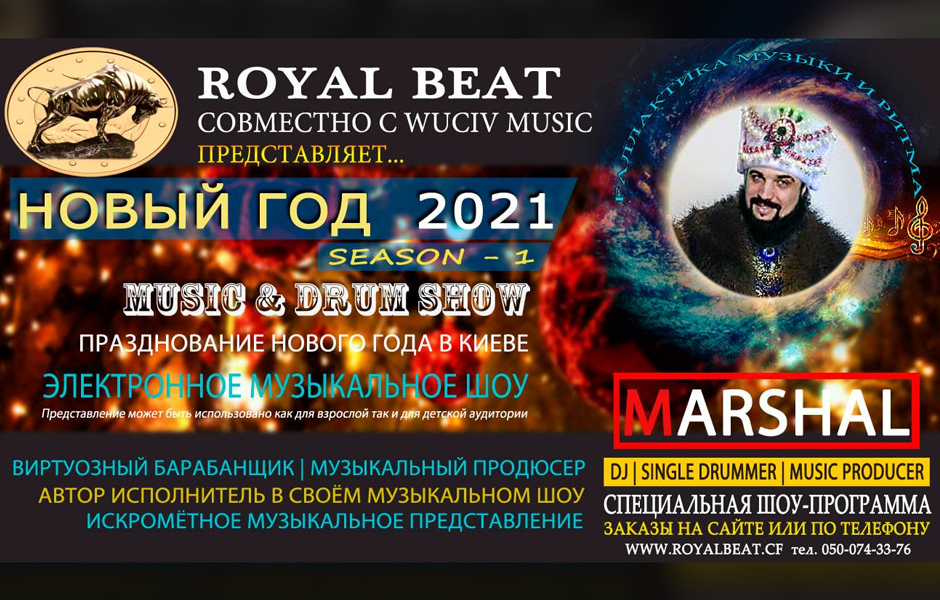 ROYAL BEAT
СОВМЕСТНО С WUCIV MUSIC
ПРЕДСТАВЛЯЕТ...
НОВЫЙ ГОД 2021
SEASON - 1
MUSIC & DRUM SHOW
ПРАЗДНОВАНИЕ НОВОГО ГОДА В КИЕВЕ
ЭЛЕКТРОННОЕ МУЗЫКАЛЬНОЕ ШОУ
Представление может быть использовано как для взрослой так и для детской аудитории
ВИРТУОЗНЫЙ БАРАБАНЩИК | МУЗЫКАЛЬНЫЙ ПРОДЮСЕР
АВТОР ИСПОЛНИТЕЛЬ В СВОЁМ МУЗЫКАЛЬНОМ ШОУ
ИСКРОМЁТНОЕ МУЗЫКАЛЬНОЕ ПРЕДСТАВЛЕНИЕ
ГАЛЛАКТИКА МУЗЫКИ И РИТМА
MARSHAL
DJ | SINGLE DRUMMER | MUSIC PRODUCER
СПЕЦИАЛЬНАЯ ШОУ-ПРОГРАММА
ЗАКАЗЫ НА САЙТЕ ИЛИ ПО ТЕЛЕФОНУ
WWW.ROYALBEAT.CF тел. 050-074-33-76